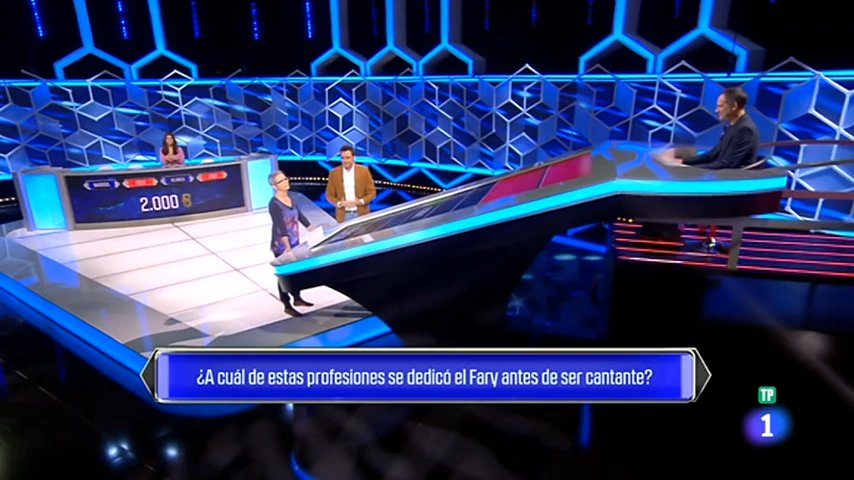 2.000
¿A cuál de estas profesiones se dedicó el Fary antes de ser cantante?
TP
1